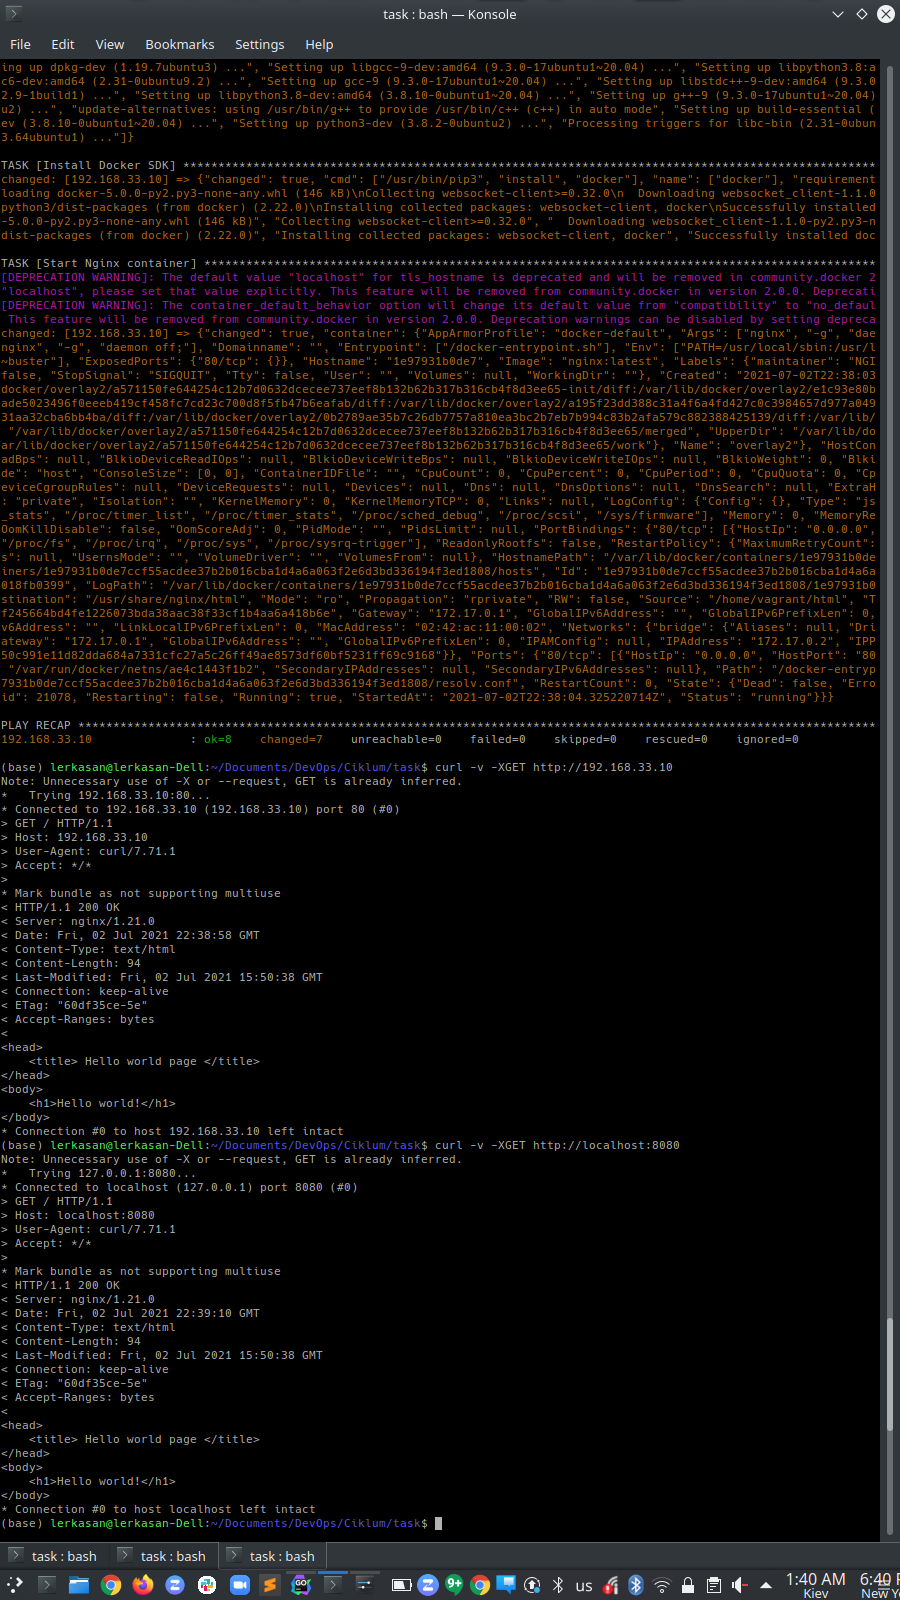 task : bash — Konsole
File Edit View Bookmarks Settings Help
ing up dpkg-dev (1.19.7ubuntu3) ...", "Setting up libgcc-9-dev:amd64 (9.3.0-17ubuntu1~20.04) ...", "Setting up libpython3.8:a
c6-dev:amd64 (2.31-0ubuntu9.2) ...", "Setting up gcc-9 (9.3.0-17ubuntu1~20.04) ...", "Setting up libstdc++-9-dev:amd64 (9.3.0
2.9-1build1) ...", "Setting up libpython3.8-dev:amd64 (3.8.10-0ubuntu1~20.04) ...", "Setting up g++-9 (9.3.0-17ubuntu1~20.04)
u2) ...", "update-alternatives: using /usr/bin/g++ to provide /usr/bin/c++ (c++) in auto mode", "Setting up build-essential (
ev (3.8.10-0ubuntu1~20.04) ...", "Setting up python3-dev (3.8.2-0ubuntu2) ...", "Processing triggers for libc-bin (2.31-0ubun
3.64ubuntu1) ..."]}
TASK [Install Docker SDK] ***************************************************************************************************
changed: [192.168.33.10] => {"changed": true, "cmd": ["/usr/bin/pip3", "install", "docker"], "name": ["docker"], "requirement
loading docker-5.0.0-py2.py3-none-any.whl (146 kB)\nCollecting websocket-client>=0.32.0\n  Downloading websocket_client-1.1.0
python3/dist-packages (from docker) (2.22.0)\nInstalling collected packages: websocket-client, docker\nSuccessfully installed
-5.0.0-py2.py3-none-any.whl (146 kB)", "Collecting websocket-client>=0.32.0", "  Downloading websocket_client-1.1.0-py2.py3-n
dist-packages (from docker) (2.22.0)", "Installing collected packages: websocket-client, docker", "Successfully installed doc
TASK [Start Nginx container] ************************************************************************************************
[DEPRECATION WARNING]: The default value "localhost" for tls_hostname is deprecated and will be removed in community.docker 2
"localhost", please set that value explicitly. This feature will be removed from community.docker in version 2.0.0. Deprecati
[DEPRECATION WARNING]: The container_default_behavior option will change its default value from "compatibility" to "no_defaul
 This feature will be removed from community.docker in version 2.0.0. Deprecation warnings can be disabled by setting depreca
changed: [192.168.33.10] => {"changed": true, "container": {"AppArmorProfile": "docker-default", "Args": ["nginx", "-g", "dae
nginx", "-g", "daemon off;"], "Domainname": "", "Entrypoint": ["/docker-entrypoint.sh"], "Env": ["PATH=/usr/local/sbin:/usr/l
~buster"], "ExposedPorts": {"80/tcp": {}}, "Hostname": "1e97931b0de7", "Image": "nginx:latest", "Labels": {"maintainer": "NGI
false, "StopSignal": "SIGQUIT", "Tty": false, "User": "", "Volumes": null, "WorkingDir": ""}, "Created": "2021-07-02T22:38:03
docker/overlay2/a571150fe644254c12b7d0632dcecee737eef8b132b62b317b316cb4f8d3ee65-init/diff:/var/lib/docker/overlay2/e1c93e80b
ade5023496f0eeeb419cf458fc7cd23c700d8f5fb47b6eafab/diff:/var/lib/docker/overlay2/a195f23dd388c31a4f6a4fd427c0c3984657d977a049
31aa32cba6bb4ba/diff:/var/lib/docker/overlay2/0b2789ae35b7c26db7757a810ea3bc2b7eb7b994c83b2afa579c882388425139/diff:/var/lib/
 "/var/lib/docker/overlay2/a571150fe644254c12b7d0632dcecee737eef8b132b62b317b316cb4f8d3ee65/merged", "UpperDir": "/var/lib/do
ar/lib/docker/overlay2/a571150fe644254c12b7d0632dcecee737eef8b132b62b317b316cb4f8d3ee65/work"}, "Name": "overlay2"}, "HostCon
adBps": null, "BlkioDeviceReadIOps": null, "BlkioDeviceWriteBps": null, "BlkioDeviceWriteIOps": null, "BlkioWeight": 0, "Blki
de": "host", "ConsoleSize": [0, 0], "ContainerIDFile": "", "CpuCount": 0, "CpuPercent": 0, "CpuPeriod": 0, "CpuQuota": 0, "Cp
eviceCgroupRules": null, "DeviceRequests": null, "Devices": null, "Dns": null, "DnsOptions": null, "DnsSearch": null, "ExtraH
: "private", "Isolation": "", "KernelMemory": 0, "KernelMemoryTCP": 0, "Links": null, "LogConfig": {"Config": {}, "Type": "js
_stats", "/proc/timer_list", "/proc/timer_stats", "/proc/sched_debug", "/proc/scsi", "/sys/firmware"], "Memory": 0, "MemoryRe
OomKillDisable": false, "OomScoreAdj": 0, "PidMode": "", "PidsLimit": null, "PortBindings": {"80/tcp": [{"HostIp": "0.0.0.0",
"/proc/fs", "/proc/irq", "/proc/sys", "/proc/sysrq-trigger"], "ReadonlyRootfs": false, "RestartPolicy": {"MaximumRetryCount":
s": null, "UsernsMode": "", "VolumeDriver": "", "VolumesFrom": null}, "HostnamePath": "/var/lib/docker/containers/1e97931b0de
iners/1e97931b0de7ccf55acdee37b2b016cba1d4a6a063f2e6d3bd336194f3ed1808/hosts", "Id": "1e97931b0de7ccf55acdee37b2b016cba1d4a6a
018fb0399", "LogPath": "/var/lib/docker/containers/1e97931b0de7ccf55acdee37b2b016cba1d4a6a063f2e6d3bd336194f3ed1808/1e97931b0
stination": "/usr/share/nginx/html", "Mode": "ro", "Propagation": "rprivate", "RW": false, "Source": "/home/vagrant/html", "T
f245664bd4fe1226073bda38aac38f33cf1b4aa6a418b6e", "Gateway": "172.17.0.1", "GlobalIPv6Address": "", "GlobalIPv6PrefixLen": 0,
v6Address": "", "LinkLocalIPv6PrefixLen": 0, "MacAddress": "02:42:ac:11:00:02", "Networks": {"bridge": {"Aliases": null, "Dri
ateway": "172.17.0.1", "GlobalIPv6Address": "", "GlobalIPv6PrefixLen": 0, "IPAMConfig": null, "IPAddress": "172.17.0.2", "IPP
50c991e11d82dda684a7331cfc27a5c26ff49ae8573df60bf5231ff69c9168"}}, "Ports": {"80/tcp": [{"HostIp": "0.0.0.0", "HostPort": "80
 "/var/run/docker/netns/ae4c1443f1b2", "SecondaryIPAddresses": null, "SecondaryIPv6Addresses": null}, "Path": "/docker-entryp
7931b0de7ccf55acdee37b2b016cba1d4a6a063f2e6d3bd336194f3ed1808/resolv.conf", "RestartCount": 0, "State": {"Dead": false, "Erro
id": 21078, "Restarting": false, "Running": true, "StartedAt": "2021-07-02T22:38:04.325220714Z", "Status": "running"}}}
PLAY RECAP ******************************************************************************************************************
192.168.33.10              : ok=8    changed=7    unreachable=0    failed=0    skipped=0    rescued=0    ignored=0
(base) lerkasan@lerkasan-Dell:~/Documents/DevOps/Ciklum/task$ curl -v -XGET http://192.168.33.10
Note: Unnecessary use of -X or --request, GET is already inferred.
*   Trying 192.168.33.10:80...
* Connected to 192.168.33.10 (192.168.33.10) port 80 (#0)
> GET / HTTP/1.1
> Host: 192.168.33.10
> User-Agent: curl/7.71.1
> Accept: */*
>
* Mark bundle as not supporting multiuse
< HTTP/1.1 200 OK
< Server: nginx/1.21.0
< Date: Fri, 02 Jul 2021 22:38:58 GMT
< Content-Type: text/html
< Content-Length: 94
< Last-Modified: Fri, 02 Jul 2021 15:50:38 GMT
< Connection: keep-alive
< ETag: "60df35ce-5e"
< Accept-Ranges: bytes
<
<head>
    <title> Hello world page </title>
</head>
<body>
    <h1>Hello world!</h1>
</body>
* Connection #0 to host 192.168.33.10 left intact
(base) lerkasan@lerkasan-Dell:~/Documents/DevOps/Ciklum/task$ curl -v -XGET http://localhost:8080
Note: Unnecessary use of -X or --request, GET is already inferred.
*   Trying 127.0.0.1:8080...
* Connected to localhost (127.0.0.1) port 8080 (#0)
> GET / HTTP/1.1
> Host: localhost:8080
> User-Agent: curl/7.71.1
> Accept: */*
>
* Mark bundle as not supporting multiuse
< HTTP/1.1 200 OK
< Server: nginx/1.21.0
< Date: Fri, 02 Jul 2021 22:39:10 GMT
< Content-Type: text/html
< Content-Length: 94
< Last-Modified: Fri, 02 Jul 2021 15:50:38 GMT
< Connection: keep-alive
< ETag: "60df35ce-5e"
< Accept-Ranges: bytes
<
<head>
    <title> Hello world page </title>
</head>
<body>
    <h1>Hello world!</h1>
</body>
* Connection #0 to host localhost left intact
(base) lerkasan@lerkasan-Dell:~/Documents/DevOps/Ciklum/task$
task : bash task : bash task : bash
GO 9+ us 1:40 AM 6:40
Kiev New Yo